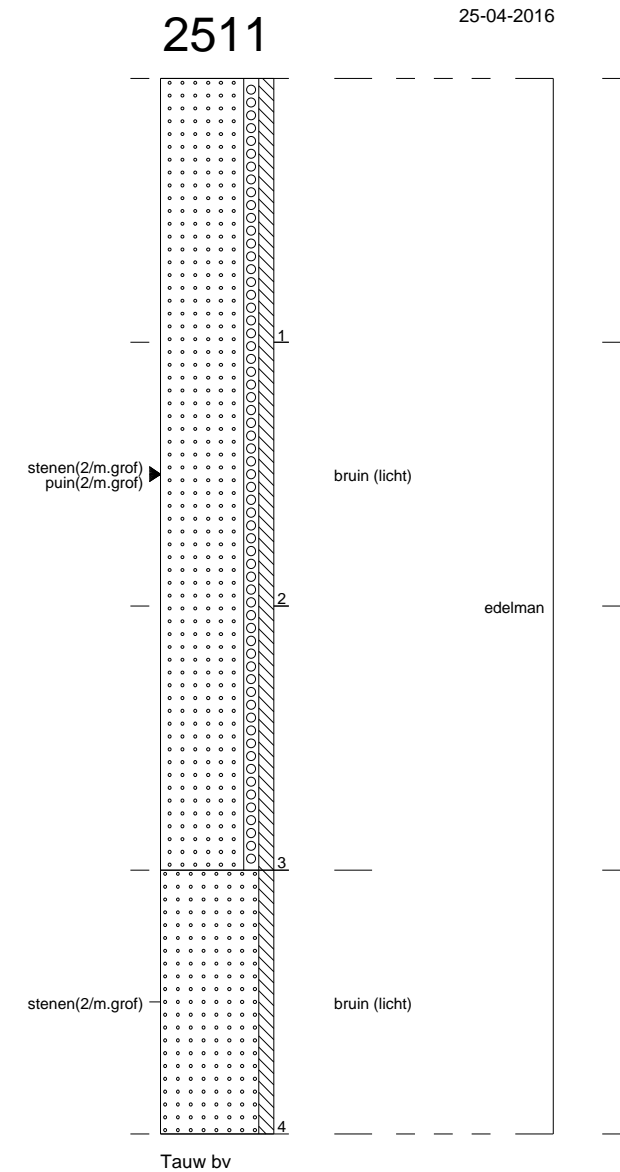 2511
25-04-2016
1
stenen(2/m.grof)
puin(2/m.grof)
bruin (licht)
2
edelman
3
stenen(2/m.grof)
bruin (licht)
4
Tauw bv